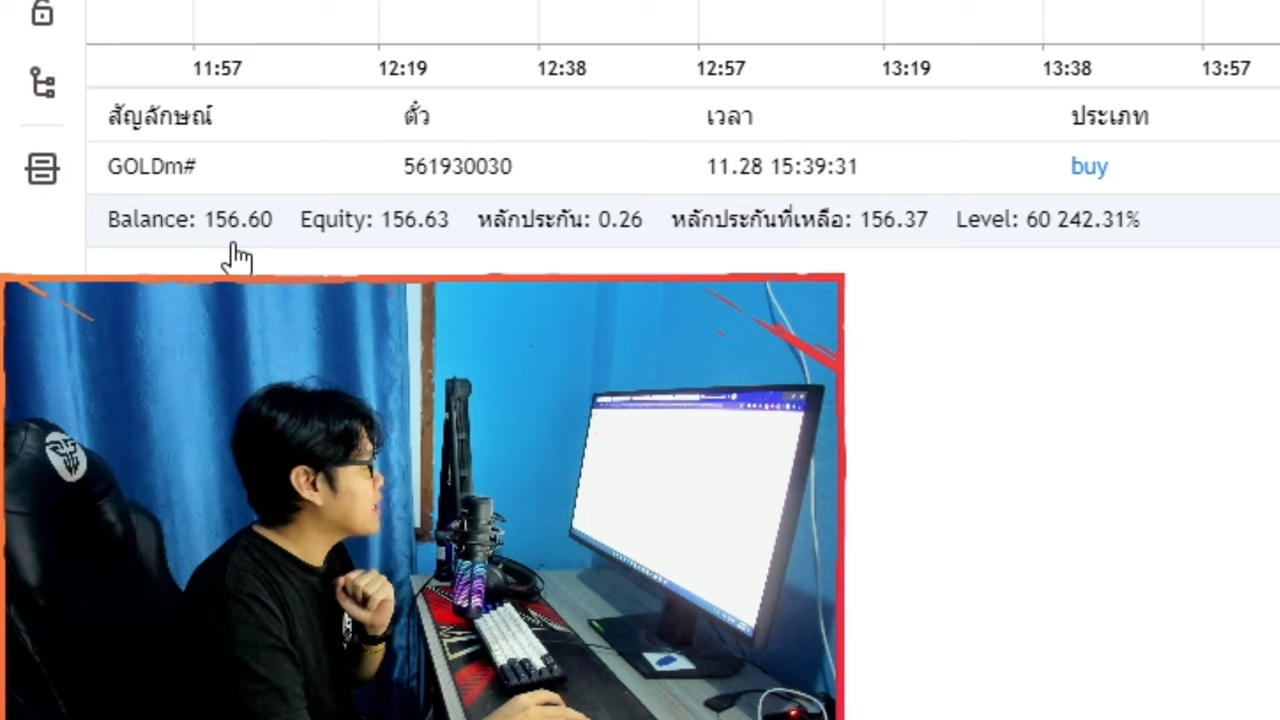 11:57 12:19 12:38 12:57 13:19 13:38 13:57
สัญลักษณ์ ตั๋ว เวลา ประเภท
GOLDm# 561930030 11.28 15:39:31 buy
Balance: 156.60 Equity: 156.63 หลักประกัน: 0.26 หลักประกันที่เหลือ: 156.37 Level: 60 242.31%